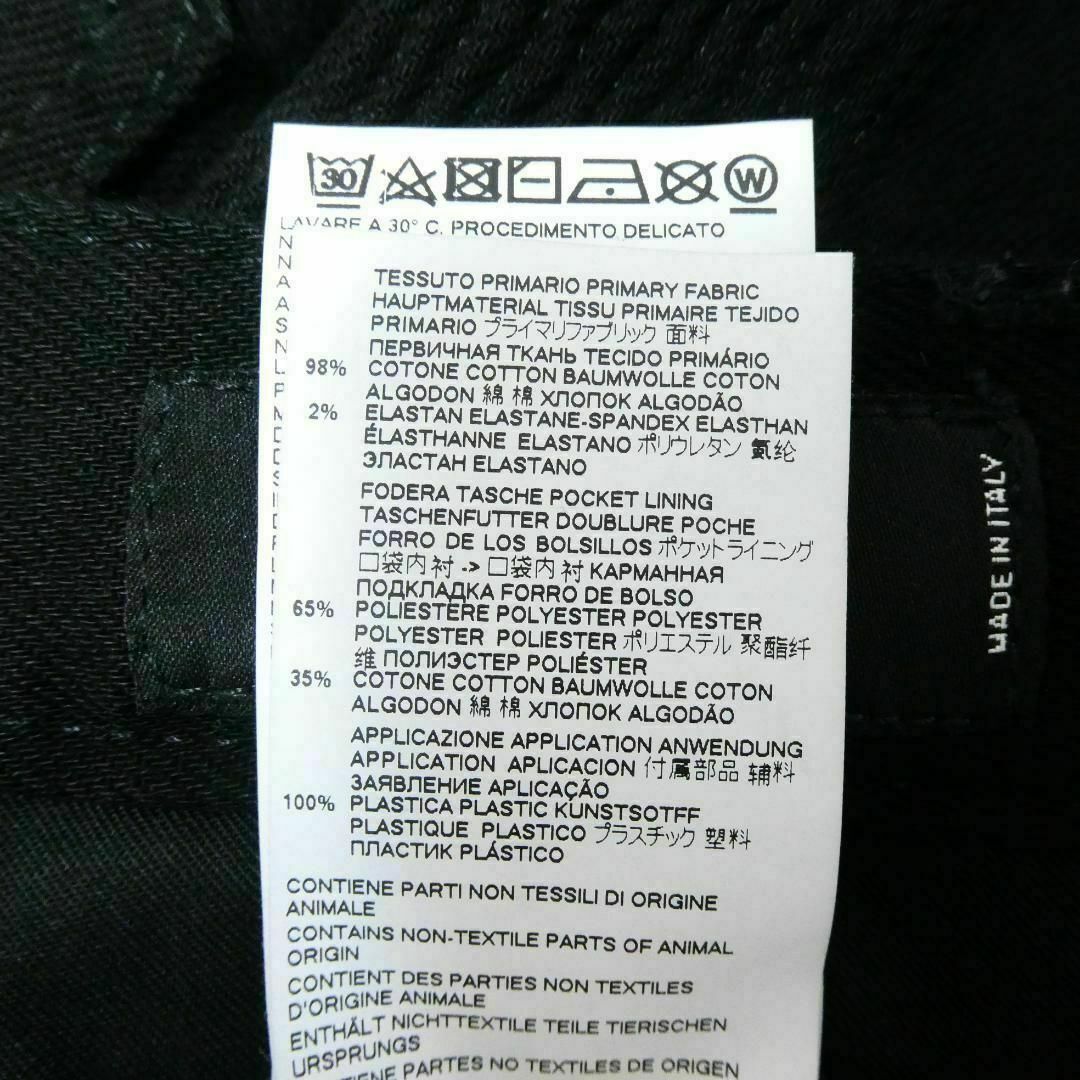 30
W
LAVARE A 30° C. PROCEDIMENTO DELICATO
TESSUTO PRIMARIO PRIMARY FABRIC
HAUPTMATERIAL TISSU PRIMAIRE TEJIDO
PRIMARIO プライマリファブリック 面料
ПЕРВИЧНАЯ ТКАНЬ TECIDO PRIMÁRIO
98% COTONE COTTON BAUMWOLLE COTON
ALGODON 綿 棉 ХЛОПОК ALGODÃO
2% ELASTAN ELASTANE-SPANDEX ELASTHAN
ÉLASTHANNE ELASTANO ポリウレタン 氨纶
ЭЛАСТАН ELASTANO
FODERA TASCHE POCKET LINING
TASCHENFUTTER DOUBLURE POCHE
FORRO DE LOS BOLSILLOS ポケットライニング
口袋内衬 -> 口袋内衬 КАРМАННАЯ
ПОДКЛАДКА FORRO DE BOLSO
65% POLIESTERE POLYESTER POLYESTER
POLYESTER POLIESTER ポリエステル 聚酯纤
维 ПОЛИЭСТЕР POLIÉSTER
35% COTONE COTTON BAUMWOLLE COTON
ALGODON 綿 棉 ХЛОПОК ALGODÃO
APPLICAZIONE APPLICATION ANWENDUNG
APPLICATION APLICACION 付属部品 辅料
ЗАЯВЛЕНИЕ APLICAÇÃO
100% PLASTICA PLASTIC KUNSTSOTFF
PLASTIQUE PLASTICO プラスチック 塑料
ПЛАСТИК PLÁSTICO
CONTIENE PARTI NON TESSILI DI ORIGINE
ANIMALE
CONTAINS NON-TEXTILE PARTS OF ANIMAL
ORIGIN
CONTIENT DES PARTIES NON TEXTILES
D'ORIGINE ANIMALE
ENTHÄLT NICHTTEXTILE TEILE TIERISCHEN
URSPRUNGS
PARTES NO TEXTILES DE ORIGEN
MADE IN ITALY